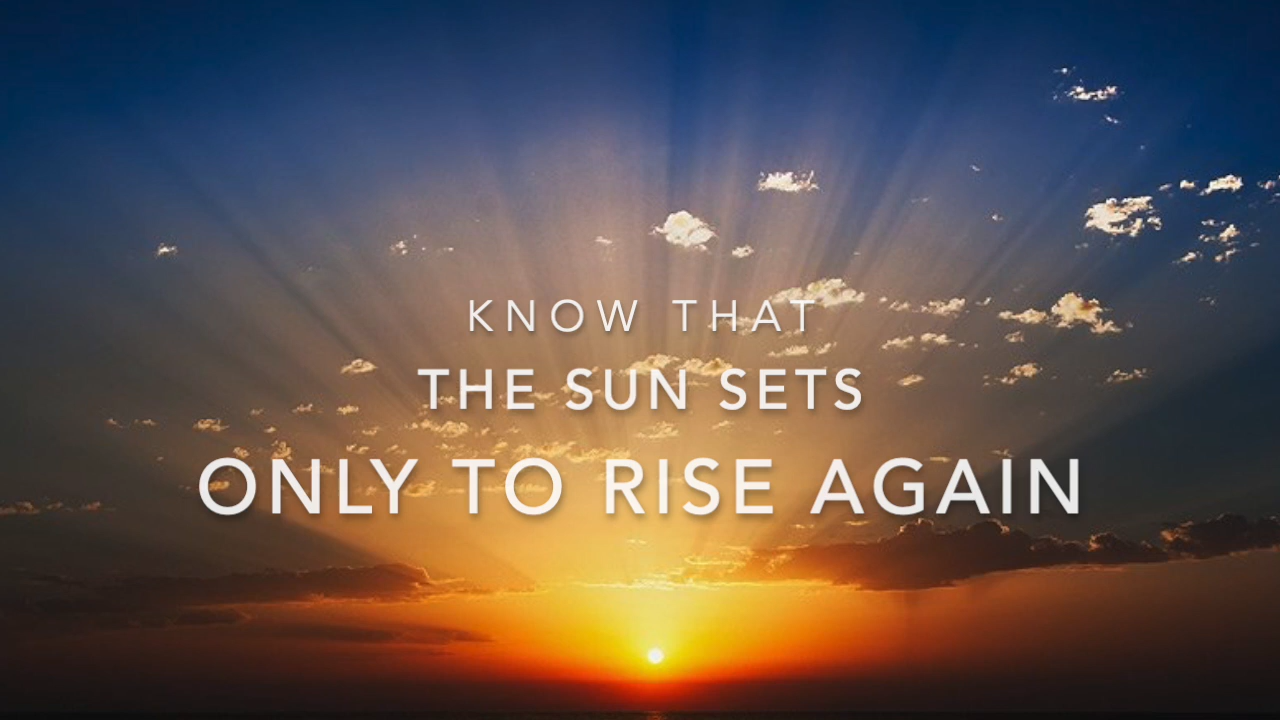 KNOW THAT
THE SUN SETS
ONLY TO RISE AGAIN